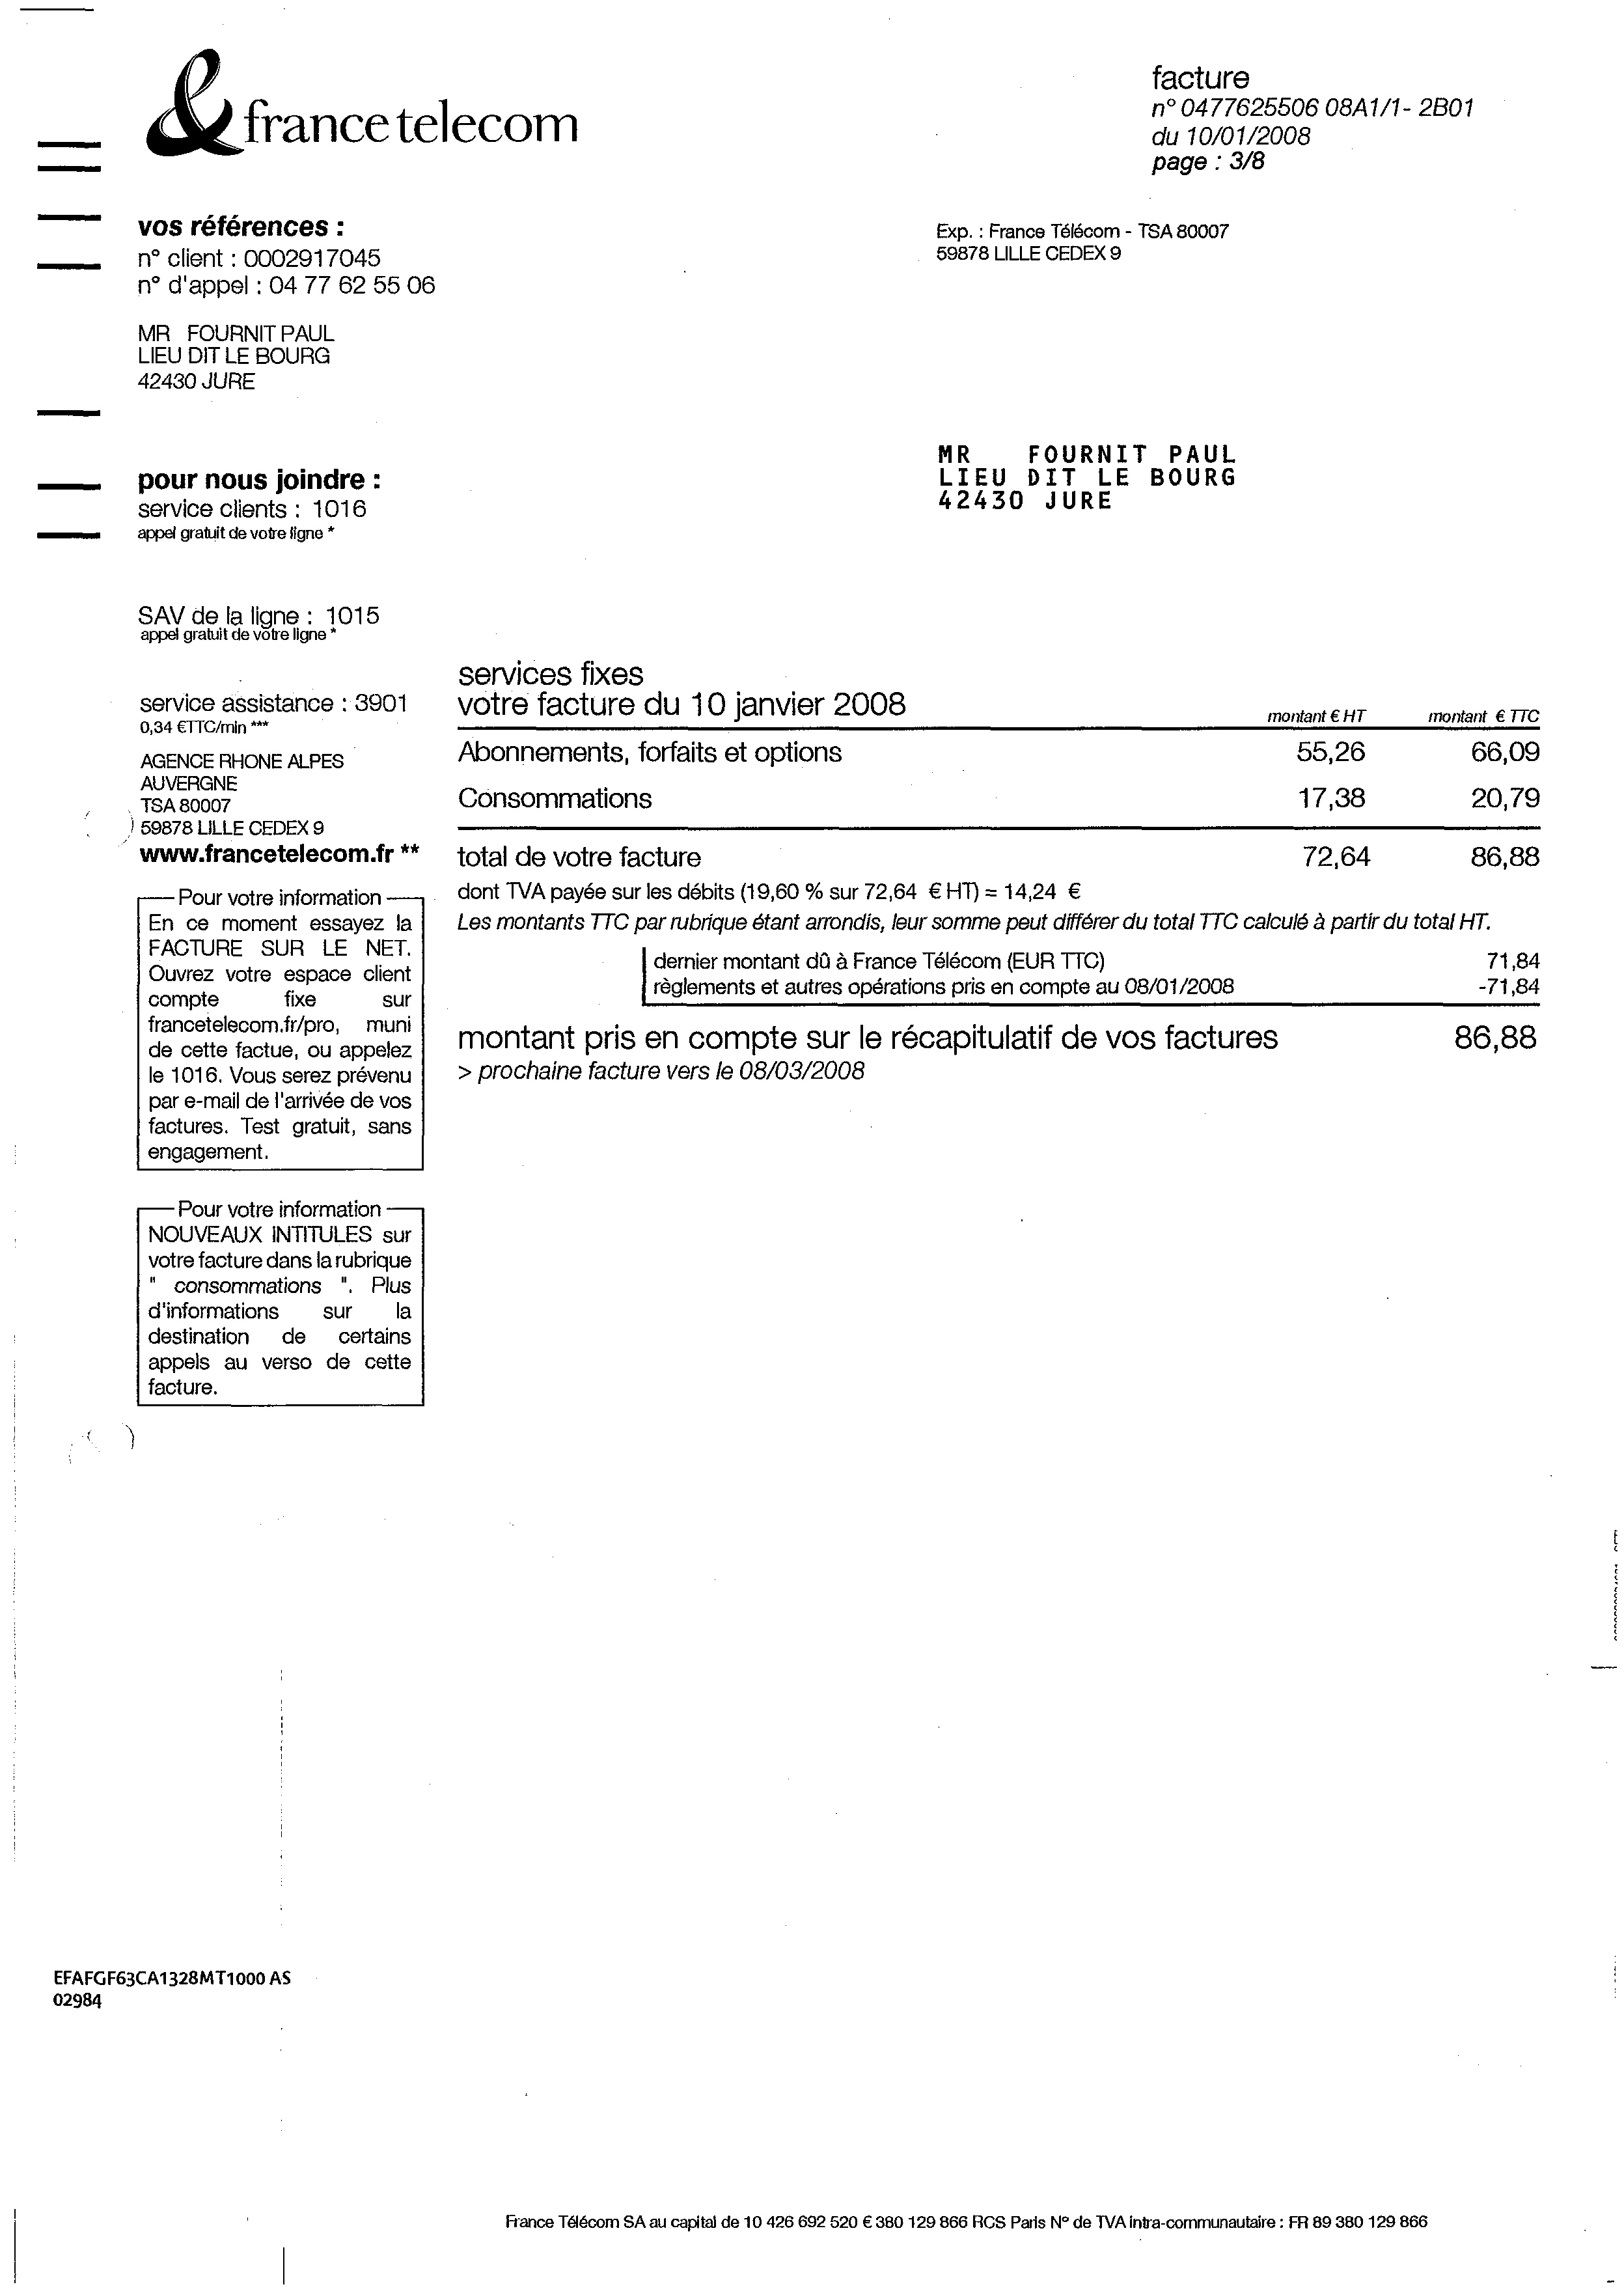 francetelecom
facture
n° 0477625506 08A1/1- 2B01
du 10/01/2008
page : 3/8
vos références :
n° client : 0002917045
n° d'appel : 04 77 62 55 06
MR FOURNIT PAUL
LIEU DIT LE BOURG
42430 JURE
Exp. : France Télécom - TSA 80007
59878 LILLE CEDEX 9
MR FOURNIT PAUL
LIEU DIT LE BOURG
42430 JURE
pour nous joindre :
service clients : 1016
appel gratuit de votre ligne *
SAV de la ligne : 1015
appel gratuit de votre ligne *
service assistance : 3901
0,34 €TTC/min ***
AGENCE RHONE ALPES
AUVERGNE
TSA 80007
59878 LILLE CEDEX 9
www.francetelecom.fr **
Pour votre information
En ce moment essayez la
FACTURE SUR LE NET.
Ouvrez votre espace client
compte fixe sur
francetelecom.fr/pro, muni
de cette factue, ou appelez
le 1016. Vous serez prévenu
par e-mail de l'arrivée de vos
factures. Test gratuit, sans
engagement.
Pour votre information
NOUVEAUX INTITULES sur
votre facture dans la rubrique
" consommations ". Plus
d'informations sur la
destination de certains
appels au verso de cette
facture.
services fixes
votre facture du 10 janvier 2008
montant € HT montant € TTC
Abonnements, forfaits et options 55,26 66,09
Consommations 17,38 20,79
total de votre facture 72,64 86,88
dont TVA payée sur les débits (19,60 % sur 72,64 € HT) = 14,24 €
Les montants TTC par rubrique étant arrondis, leur somme peut différer du total TTC calculé à partir du total HT.
dernier montant dû à France Télécom (EUR TTC) 71,84
règlements et autres opérations pris en compte au 08/01/2008 -71,84
montant pris en compte sur le récapitulatif de vos factures 86,88
> prochaine facture vers le 08/03/2008
EFAFGF63CA1328MT1000 AS
02984
France Télécom SA au capital de 10 426 692 520 € 380 129 866 RCS Paris N° de TVA intra-communautaire : FR 89 380 129 866